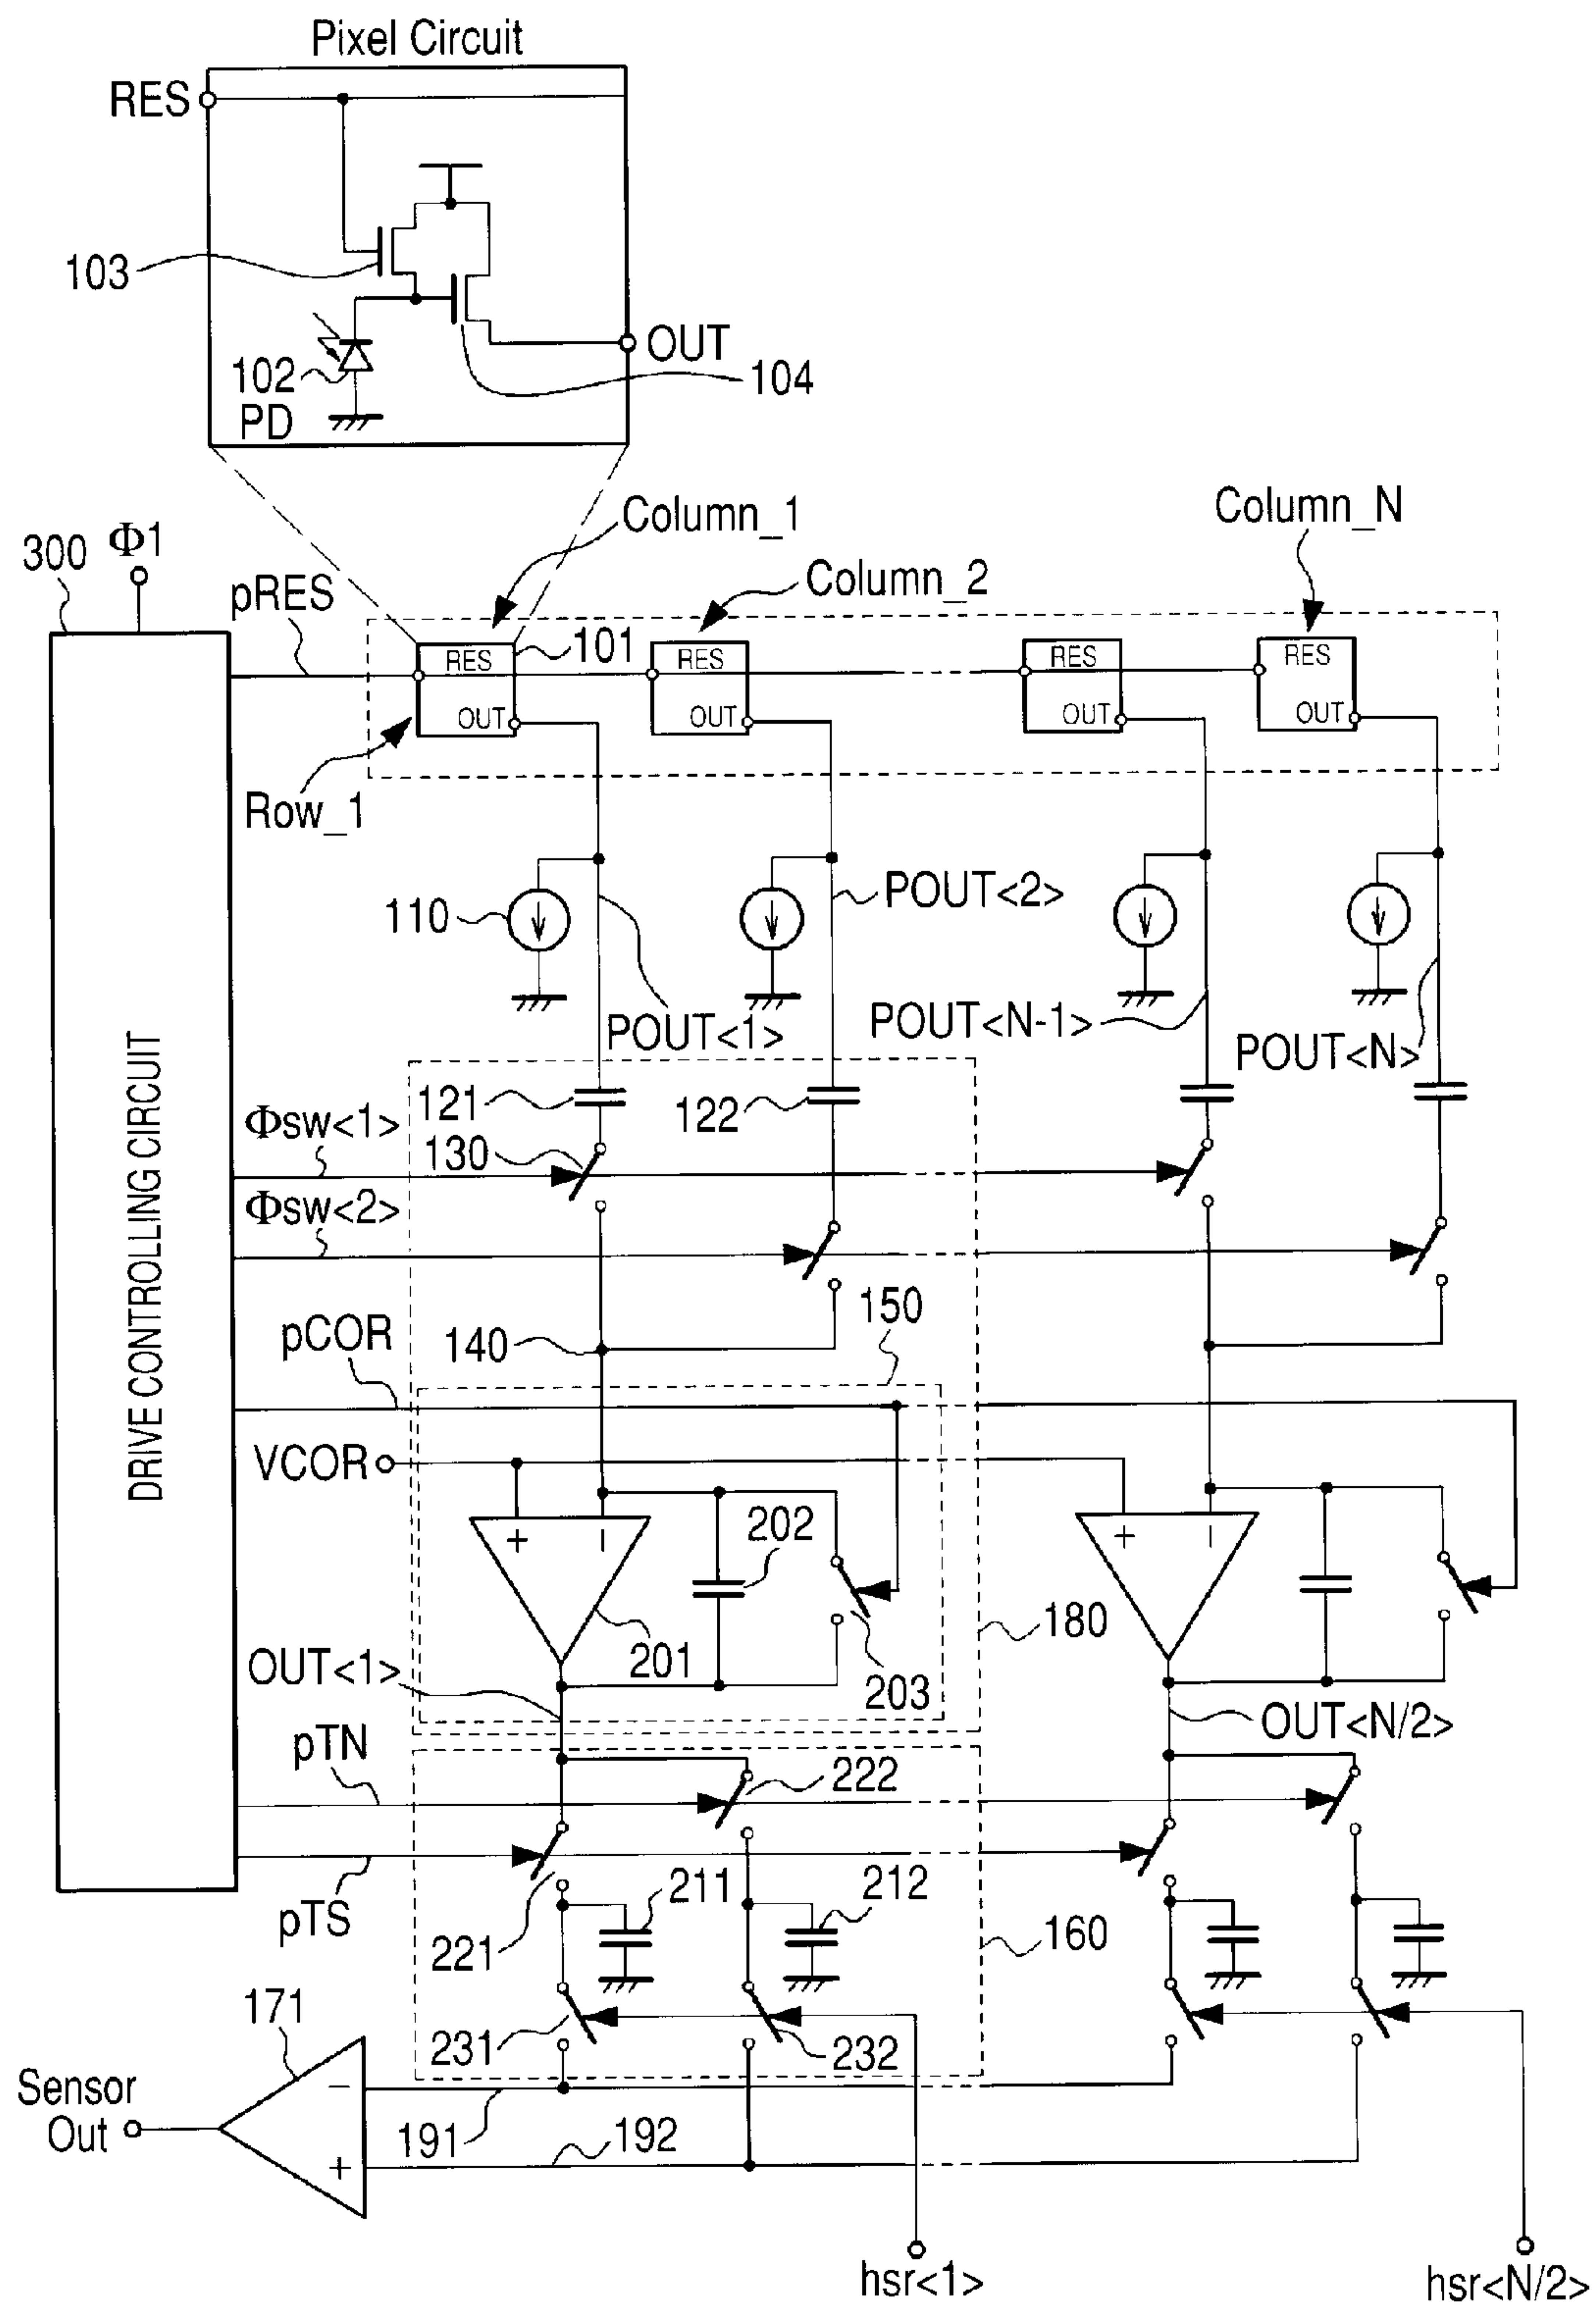 Pixel Circuit
RES
103
OUT
102
PD
104
Column_1
Column_N
300
Φ1
pRES
Column_2
RES
101
RES
RES
RES
OUT
OUT
OUT
OUT
Row_1
110
POUT<2>
POUT<1>
POUT<N-1>
POUT<N>
DRIVE CONTROLLING CIRCUIT
121
122
Φsw<1>
130
Φsw<2>
150
pCOR
140
VCOR
+
−
202
+
−
180
201
OUT<1>
203
OUT<N/2>
pTN
222
211
212
pTS
221
160
171
231
232
Sensor
Out
−
191
192
+
hsr<1>
hsr<N/2>